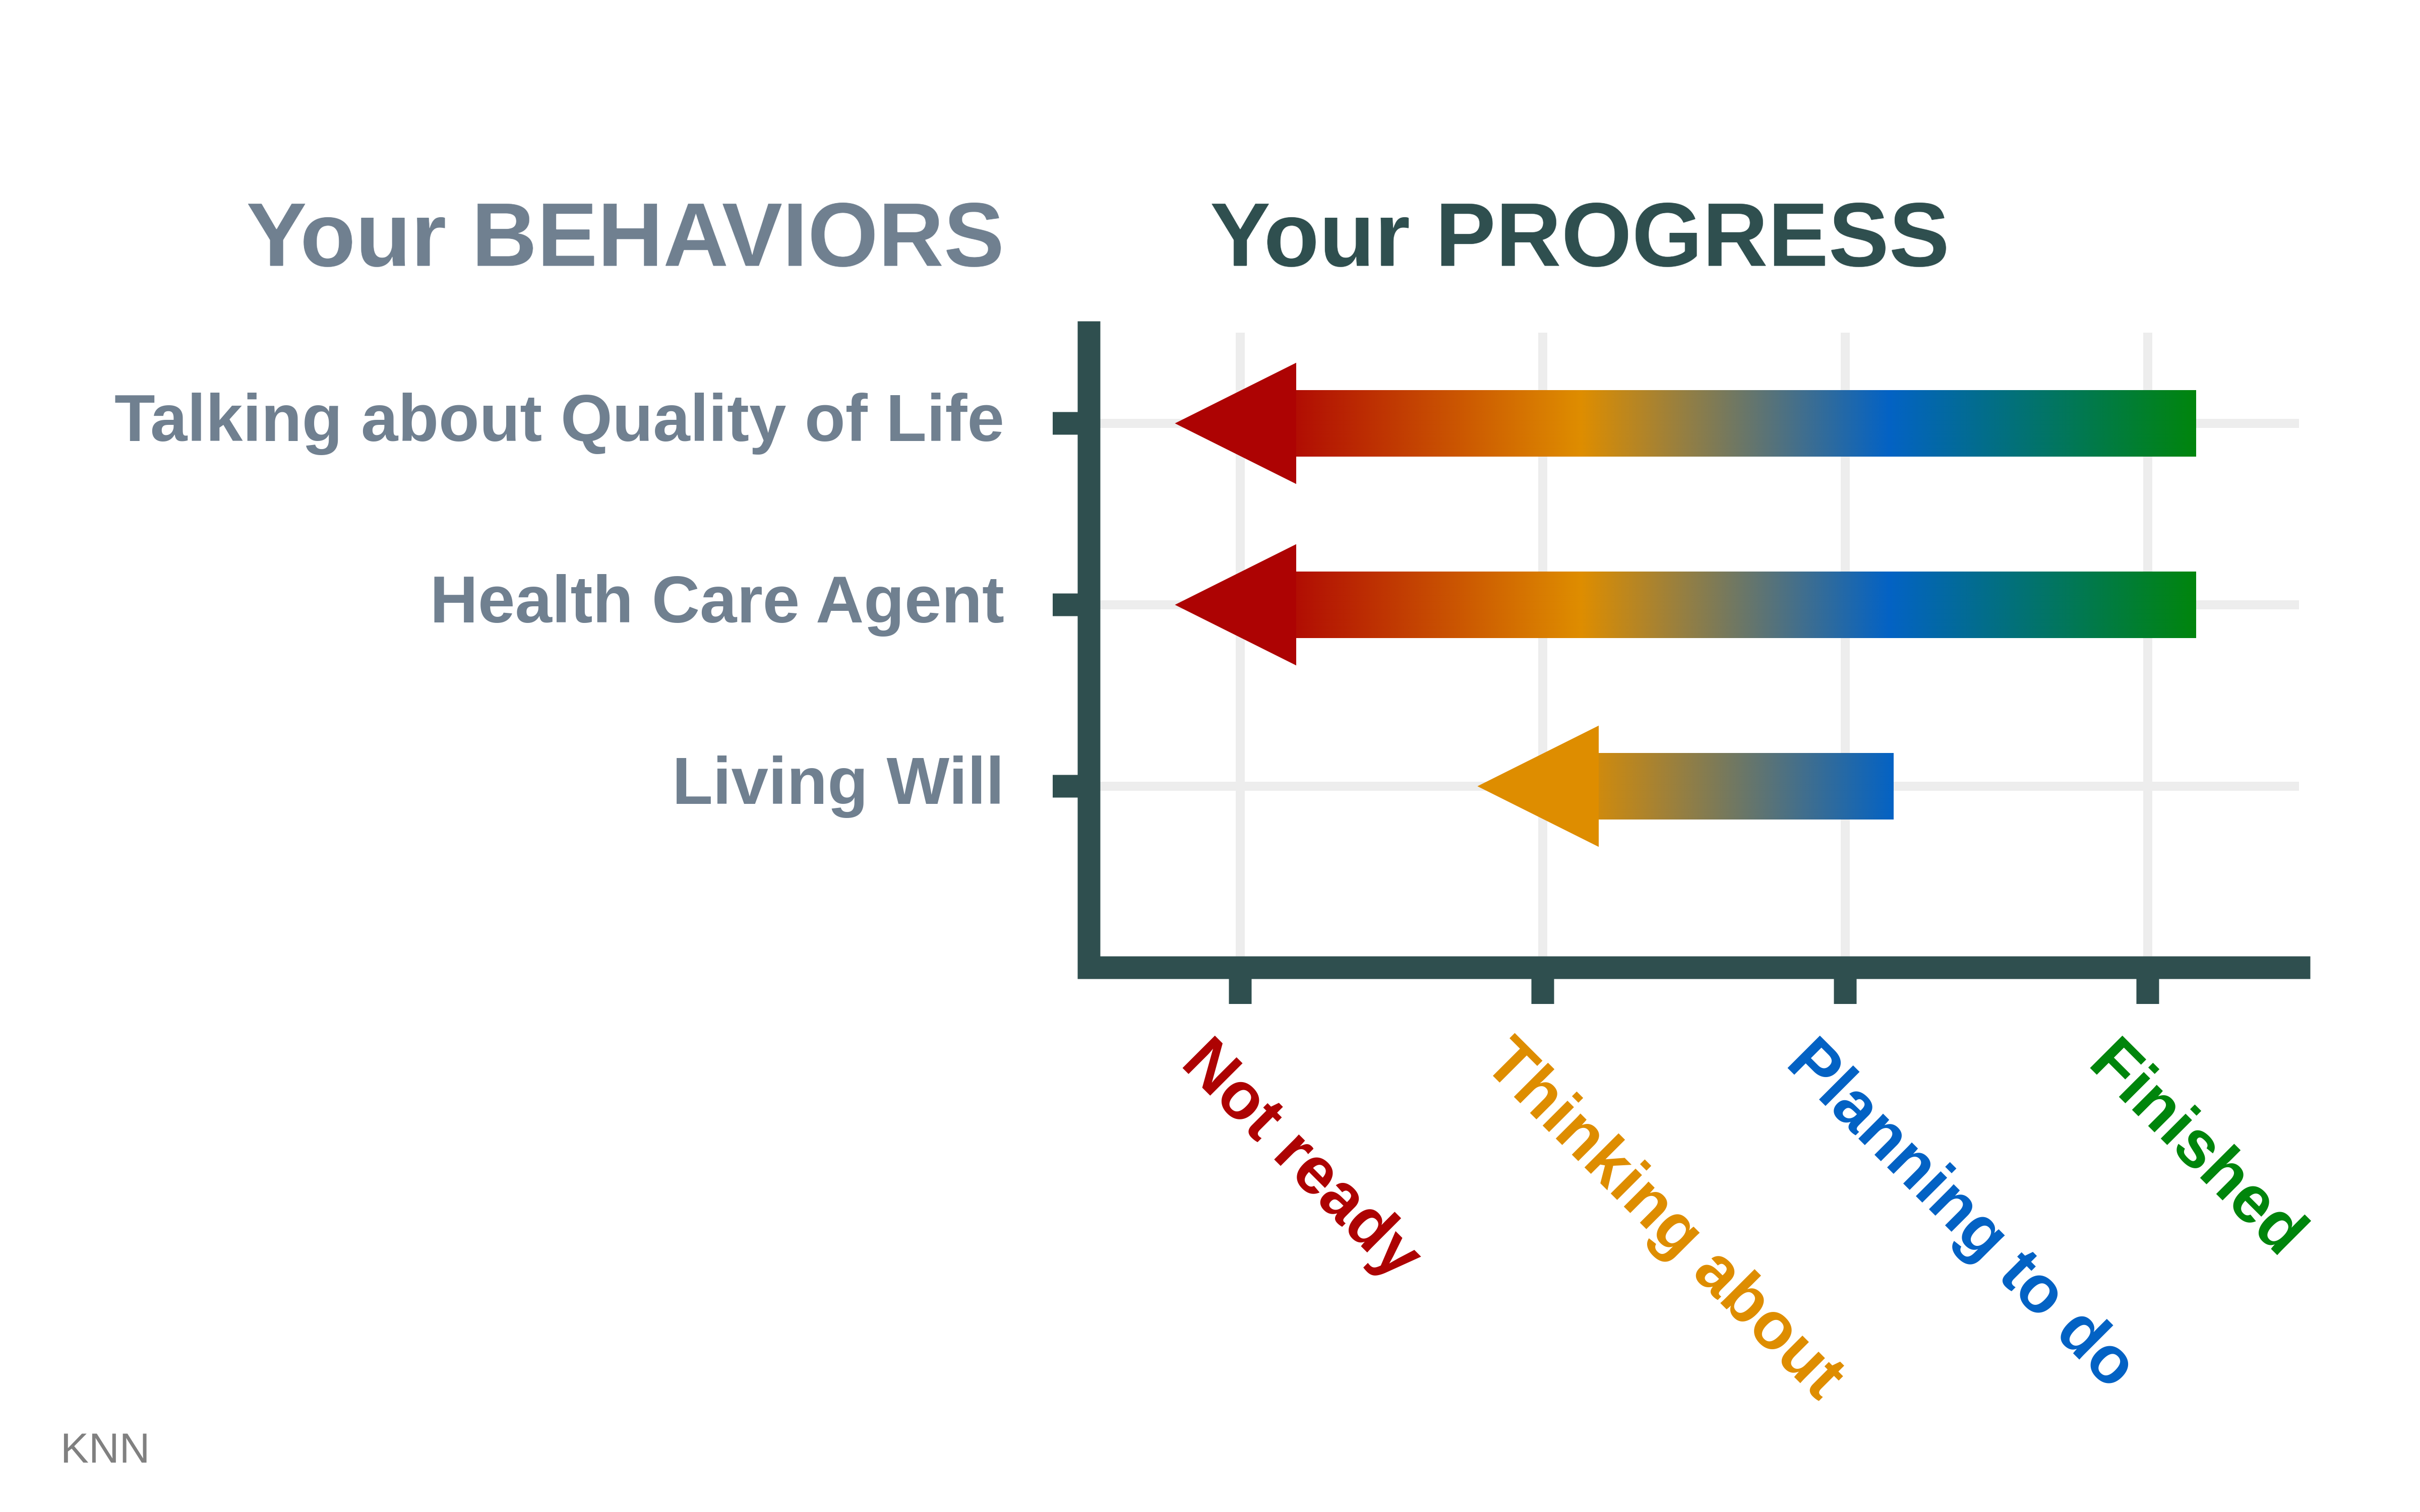 Your BEHAVIORS
Your PROGRESS
Talking about Quality of Life
Health Care Agent
Living Will
Not ready
Thinking about
Planning to do
Finished
KNN